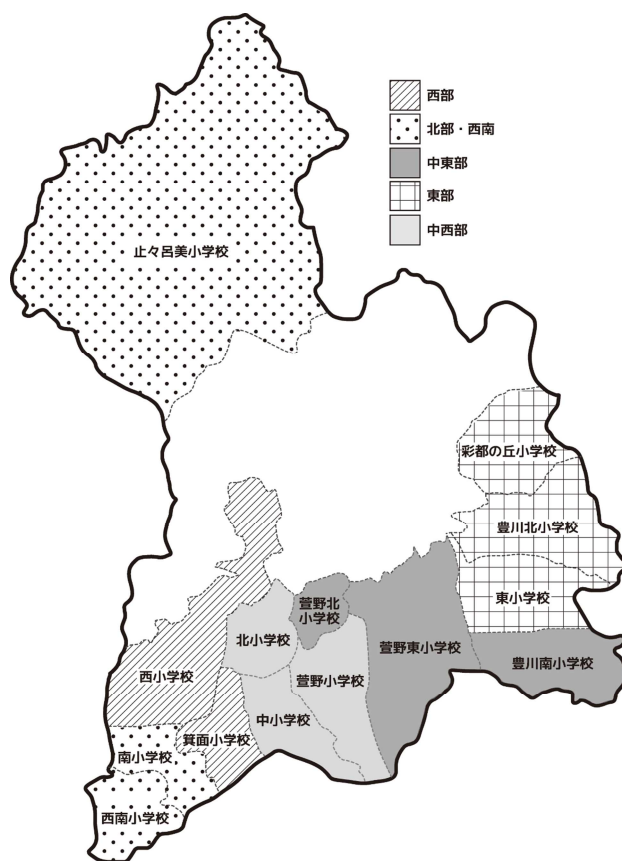 西部
北部・西南
中東部
東部
中西部
止々呂美小学校
彩都の丘小学校
豊川北小学校
東小学校
萱野北
小学校
北小学校
萱野東小学校
豊川南小学校
西小学校
萱野小学校
中小学校
箕面小学校
南小学校
西南小学校